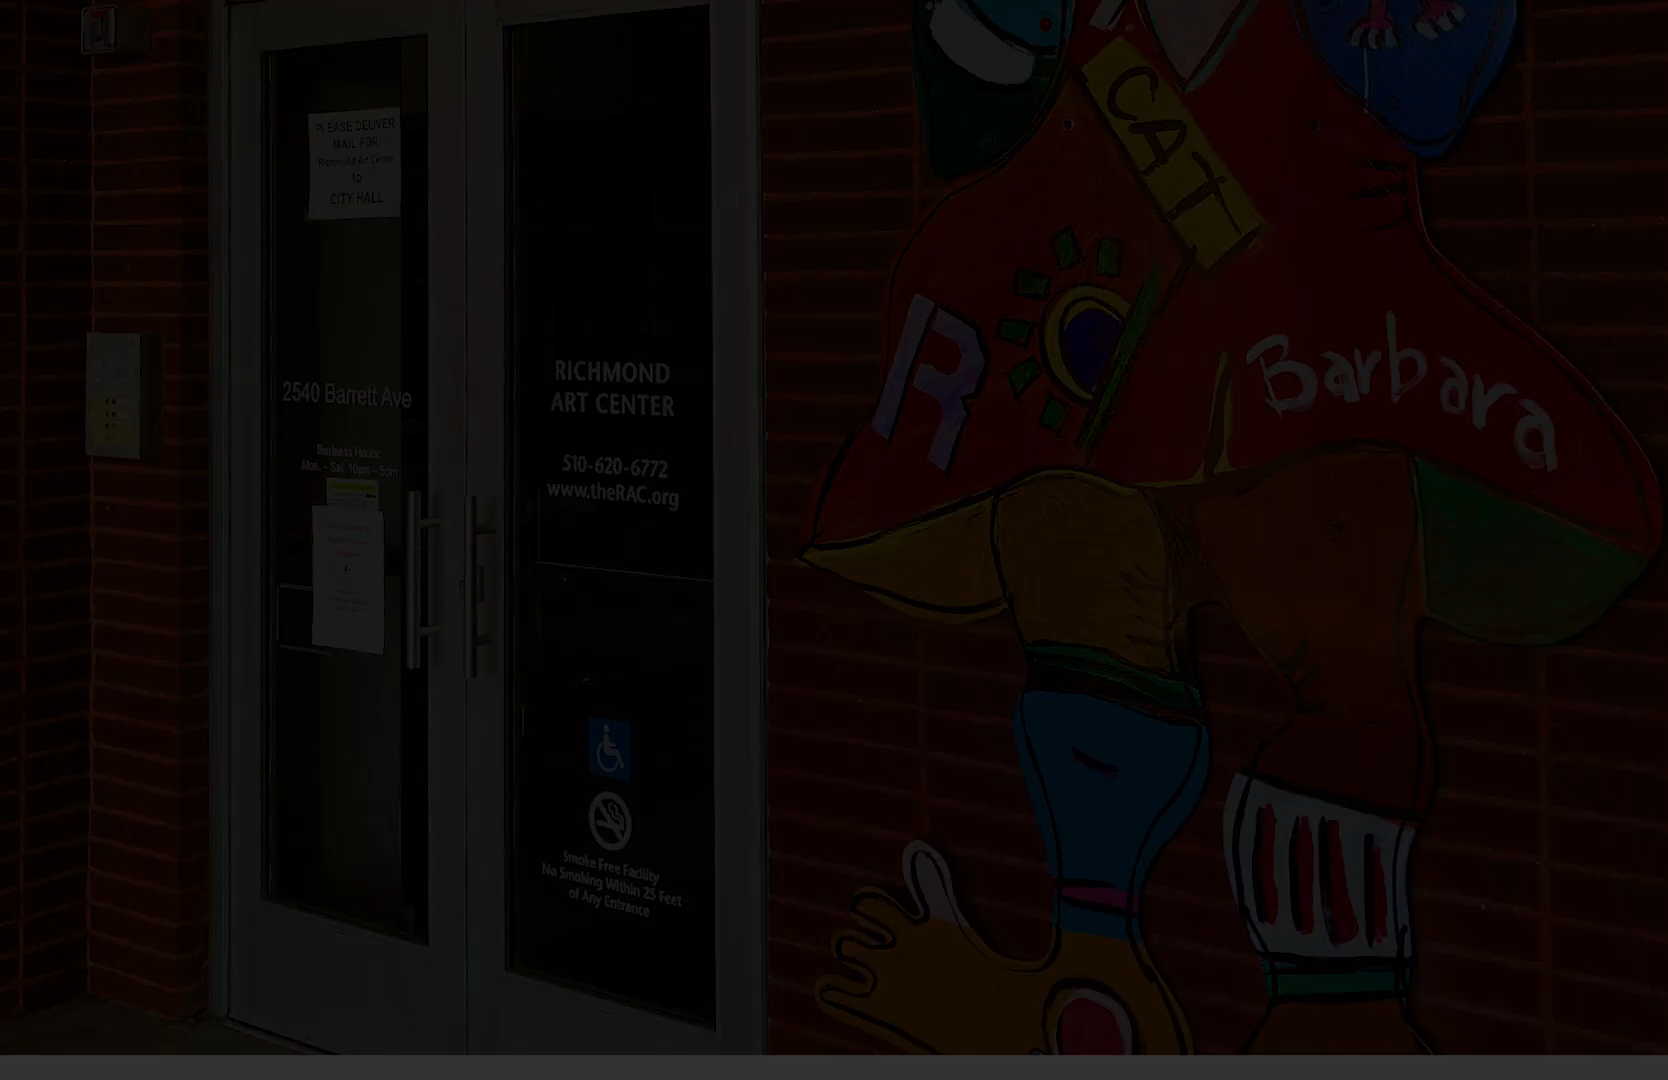 PLEASE DELIVER
MAIL FOR
Richmond Art Center
to
CITY HALL
2540 Barrett Ave
Business Hours:
Mon. – Sat. 10am – 5pm
RICHMOND
ART CENTER
510-620-6772
www.theRAC.org
Smoke Free Facility
No Smoking Within 25 Feet
of Any Entrance
CAT
R
Barbara